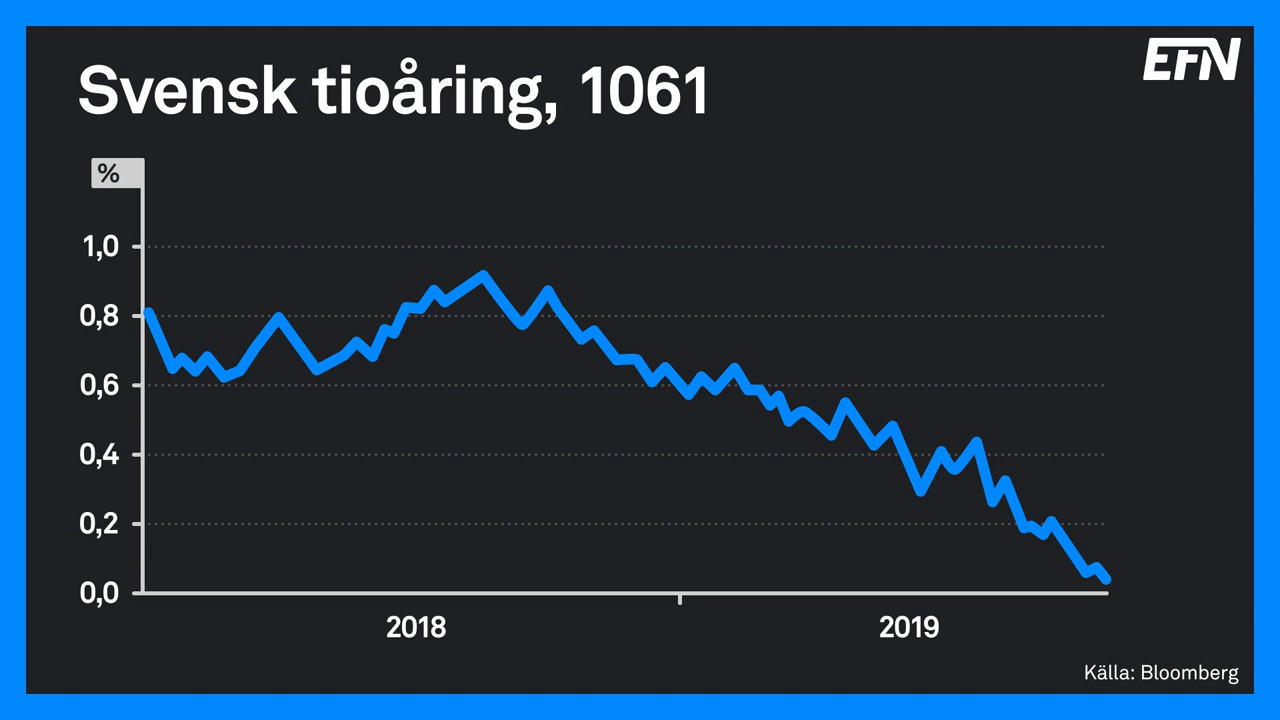 EFN
Svensk tioåring, 1061
%
1,0
0,8
0,6
0,4
0,2
0,0
2018 2019
Källa: Bloomberg